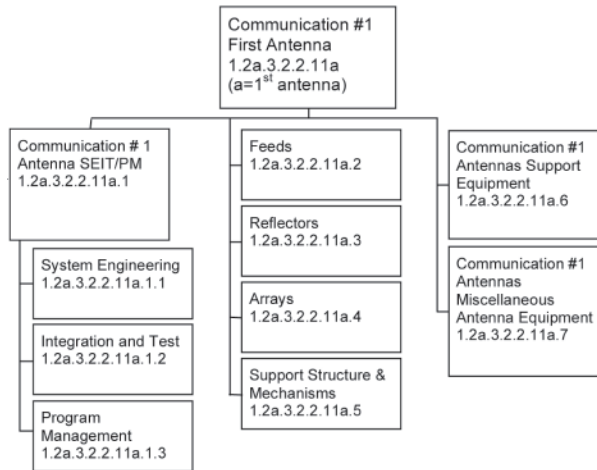 Communication #1
First Antenna
1.2a.3.2.2.11a
(a=1st antenna)
Communication # 1
Antenna SEIT/PM
1.2a.3.2.2.11a.1
System Engineering
1.2a.3.2.2.11a.1.1
Integration and Test
1.2a.3.2.2.11a.1.2
Program
Management
1.2a.3.2.2.11a.1.3
Feeds
1.2a.3.2.2.11a.2
Reflectors
1.2a.3.2.2.11a.3
Arrays
1.2a.3.2.2.11a.4
Support Structure &
Mechanisms
1.2a.3.2.2.11a.5
Communication #1
Antennas Support
Equipment
1.2a.3.2.2.11a.6
Communication #1
Antennas
Miscellaneous
Antenna Equipment
1.2a.3.2.2.11a.7